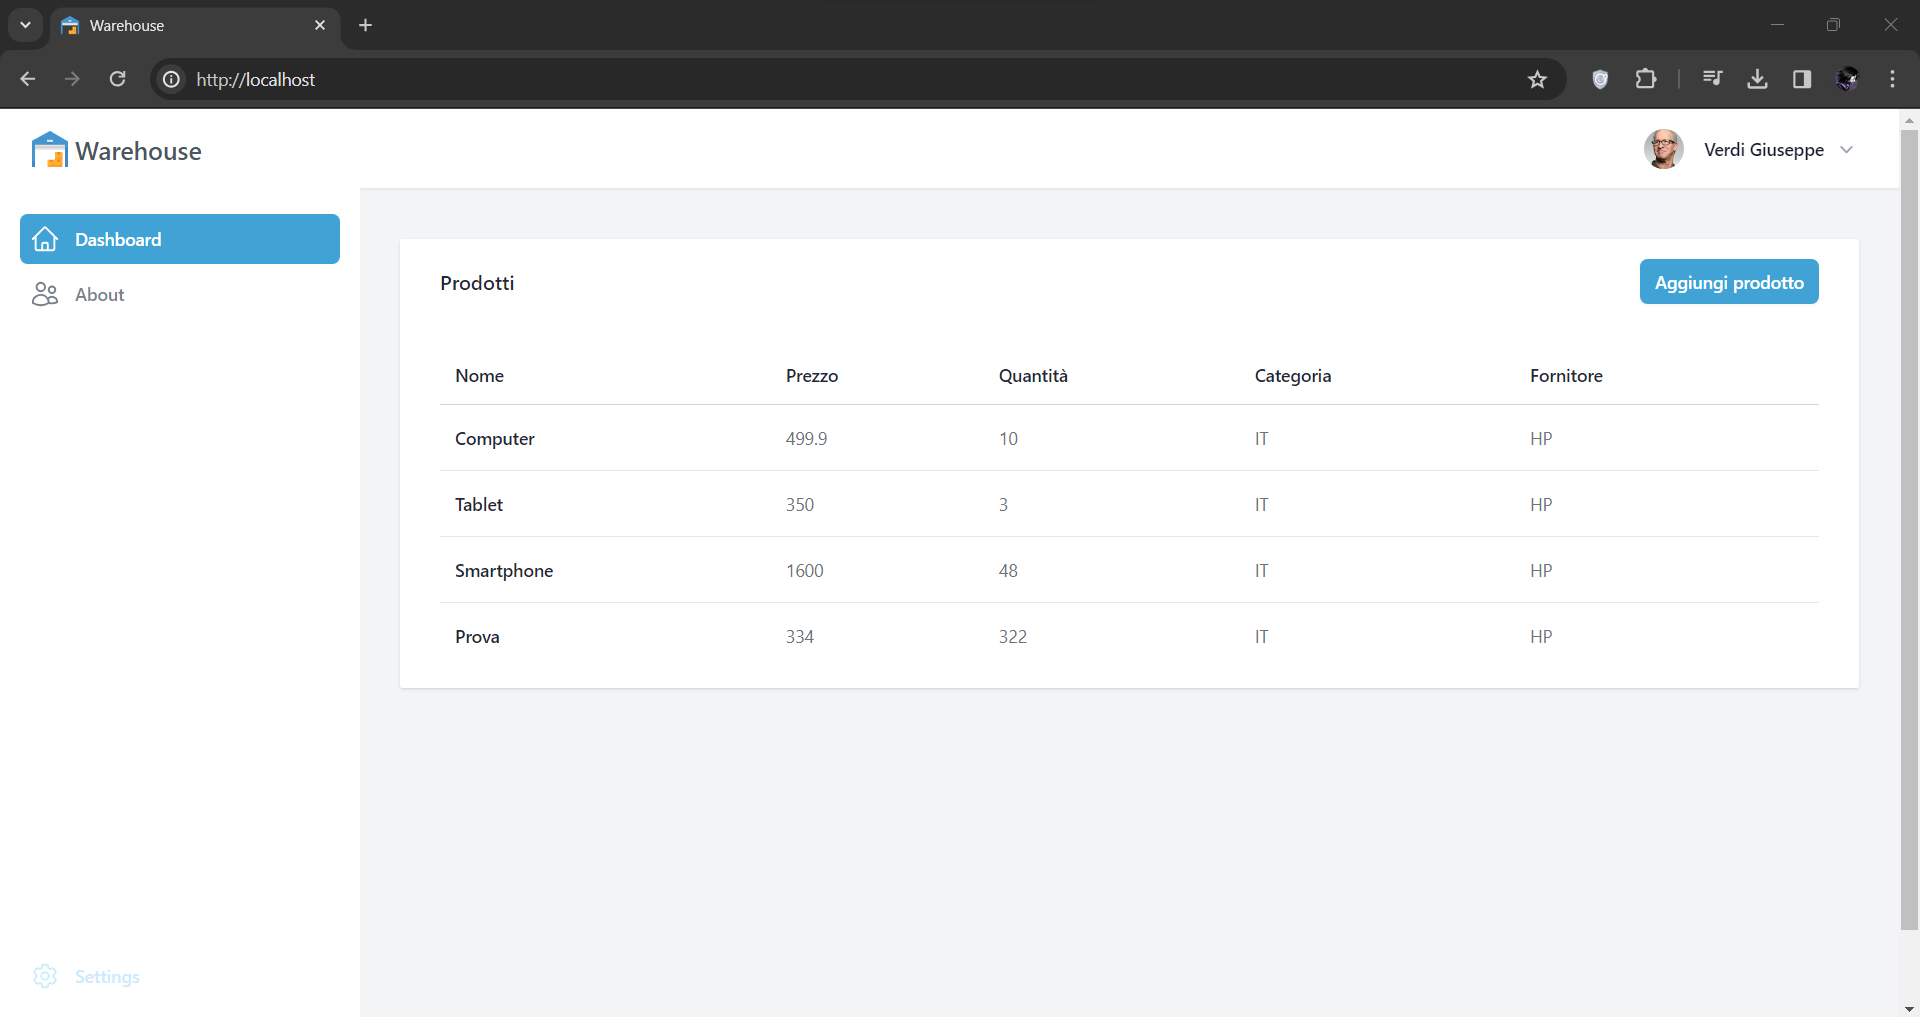 Warehouse
http://localhost
Warehouse
Verdi Giuseppe
Dashboard
About
Prodotti
Aggiungi prodotto
Nome Prezzo Quantità Categoria Fornitore
Computer 499.9 10 IT HP
Tablet 350 3 IT HP
Smartphone 1600 48 IT HP
Prova 334 322 IT HP
Settings